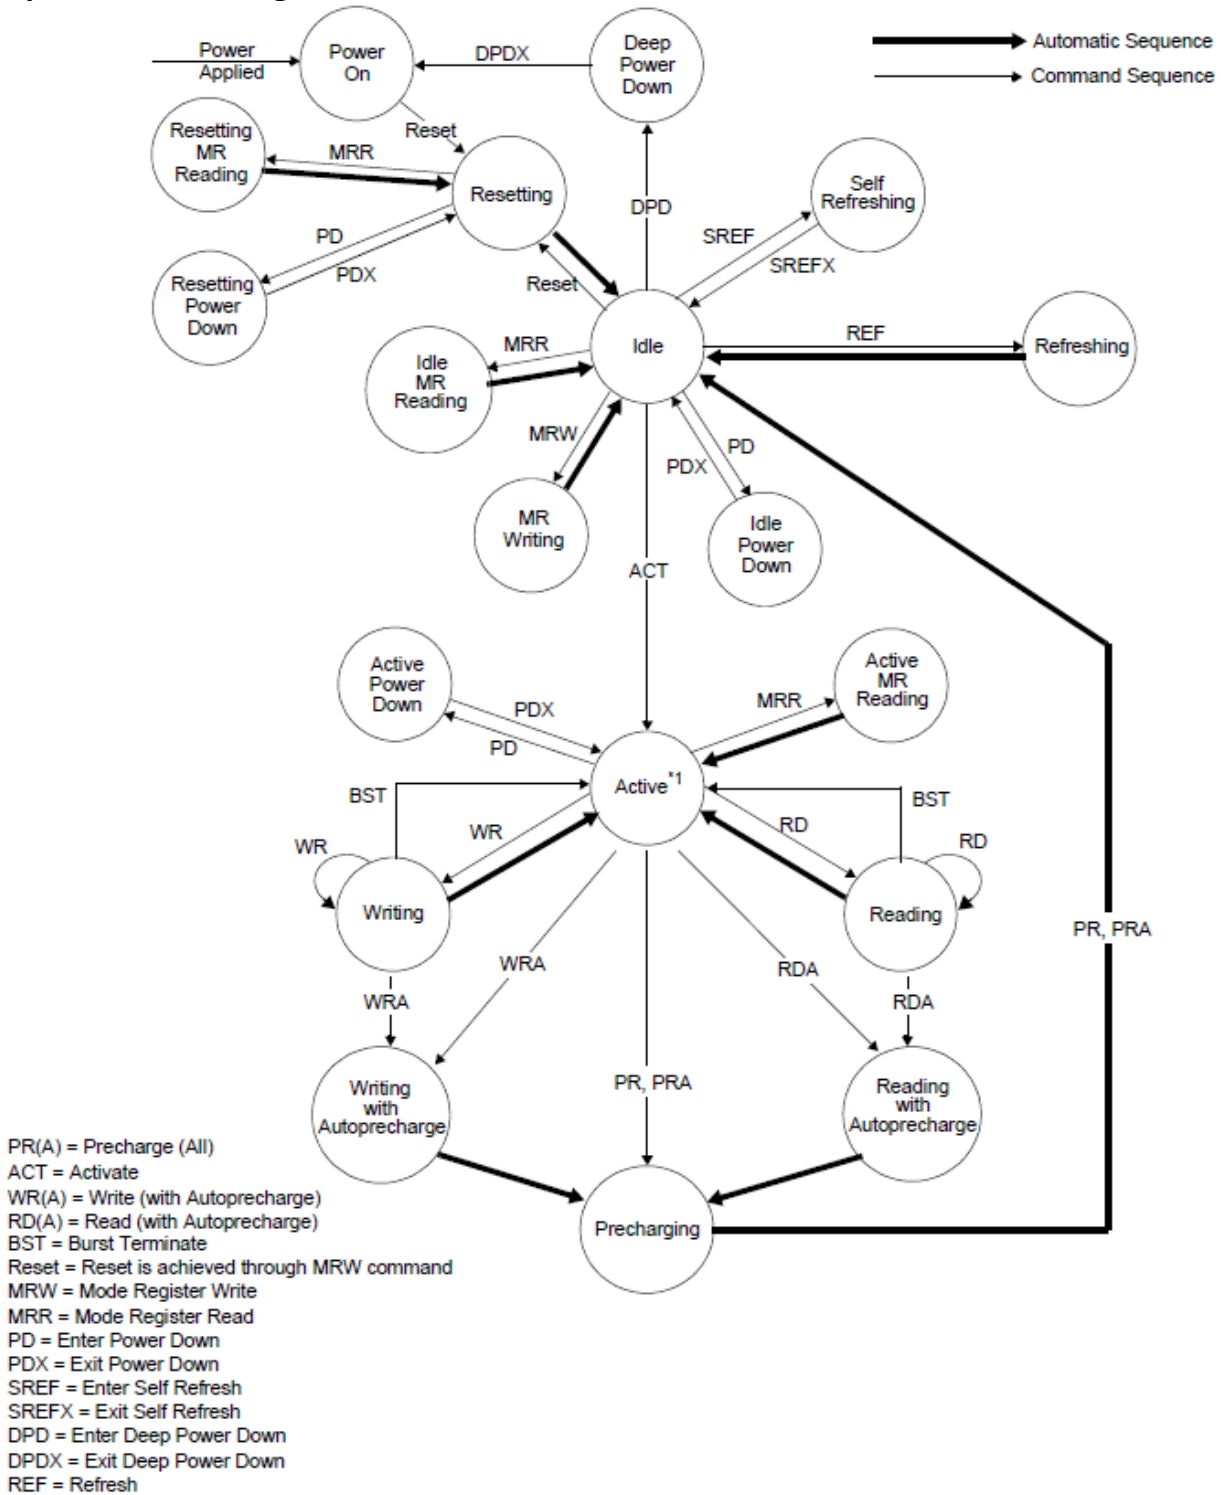 Power
Applied
Power
On
DPDX
Deep
Power
Down
Automatic Sequence
Command Sequence
Reset
Resetting
MR
Reading
MRR
Resetting
DPD
Self
Refreshing
SREF
SREFX
PD
PDX
Resetting
Power
Down
Reset
Idle
REF
Refreshing
MRR
Idle
MR
Reading
MRW
PD
PDX
MR
Writing
Idle
Power
Down
ACT
Active
Power
Down
PDX
PD
MRR
Active
MR
Reading
Active*1
BST
BST
WR
WR
RD
RD
Writing
Reading
PR, PRA
WRA
WRA
RDA
RDA
Writing
with
Autoprecharge
PR, PRA
Reading
with
Autoprecharge
Precharging
PR(A) = Precharge (All)
ACT = Activate
WR(A) = Write (with Autoprecharge)
RD(A) = Read (with Autoprecharge)
BST = Burst Terminate
Reset = Reset is achieved through MRW command
MRW = Mode Register Write
MRR = Mode Register Read
PD = Enter Power Down
PDX = Exit Power Down
SREF = Enter Self Refresh
SREFX = Exit Self Refresh
DPD = Enter Deep Power Down
DPDX = Exit Deep Power Down
REF = Refresh